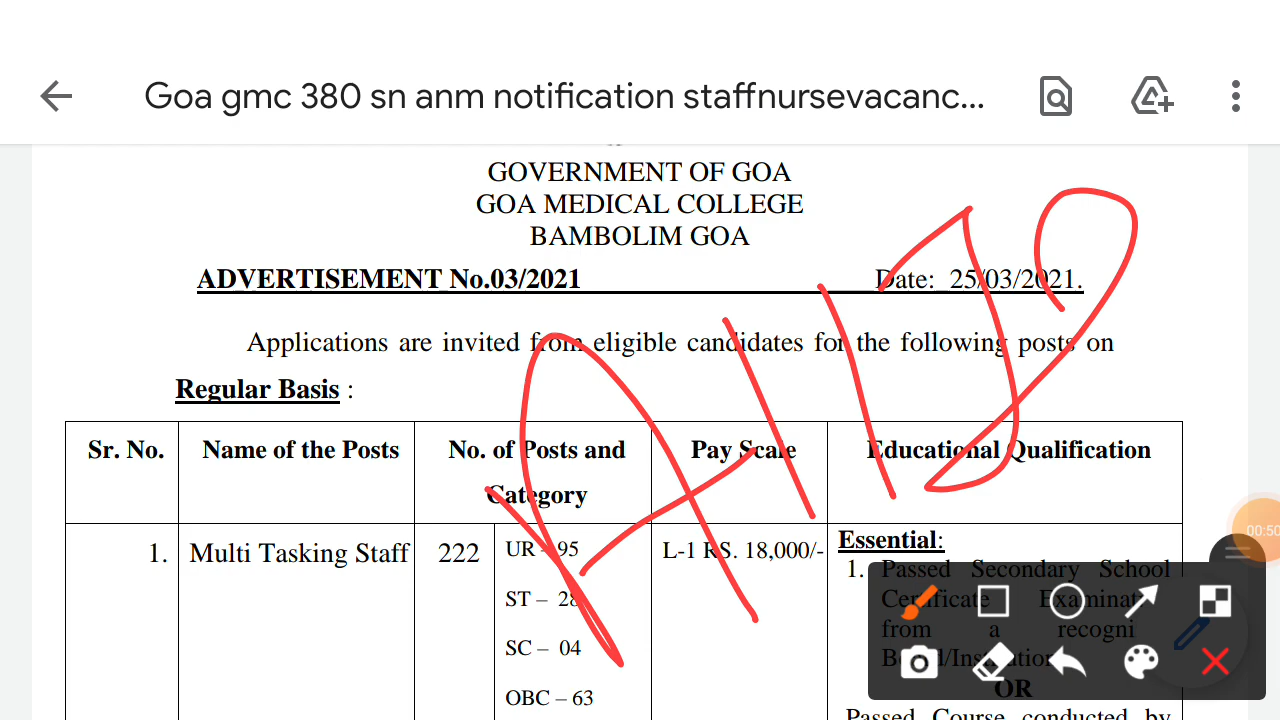 Goa gmc 380 sn anm notification staffnursevacanc...
GOVERNMENT OF GOA
GOA MEDICAL COLLEGE
BAMBOLIM GOA
ADVERTISEMENT No.03/2021 Date: 25/03/2021.
Applications are invited from eligible candidates for the following posts on
Regular Basis :
Sr. No. Name of the Posts No. of Posts and Category Pay Scale Educational Qualification
1. Multi Tasking Staff 222 UR – 95 L-1 RS. 18,000/- Essential:
ST – 28
SC – 04
OBC – 63
1. Passed Secondary School
Certificate Examinat
from a recogni
OR
Passed Course conducted by
00:50